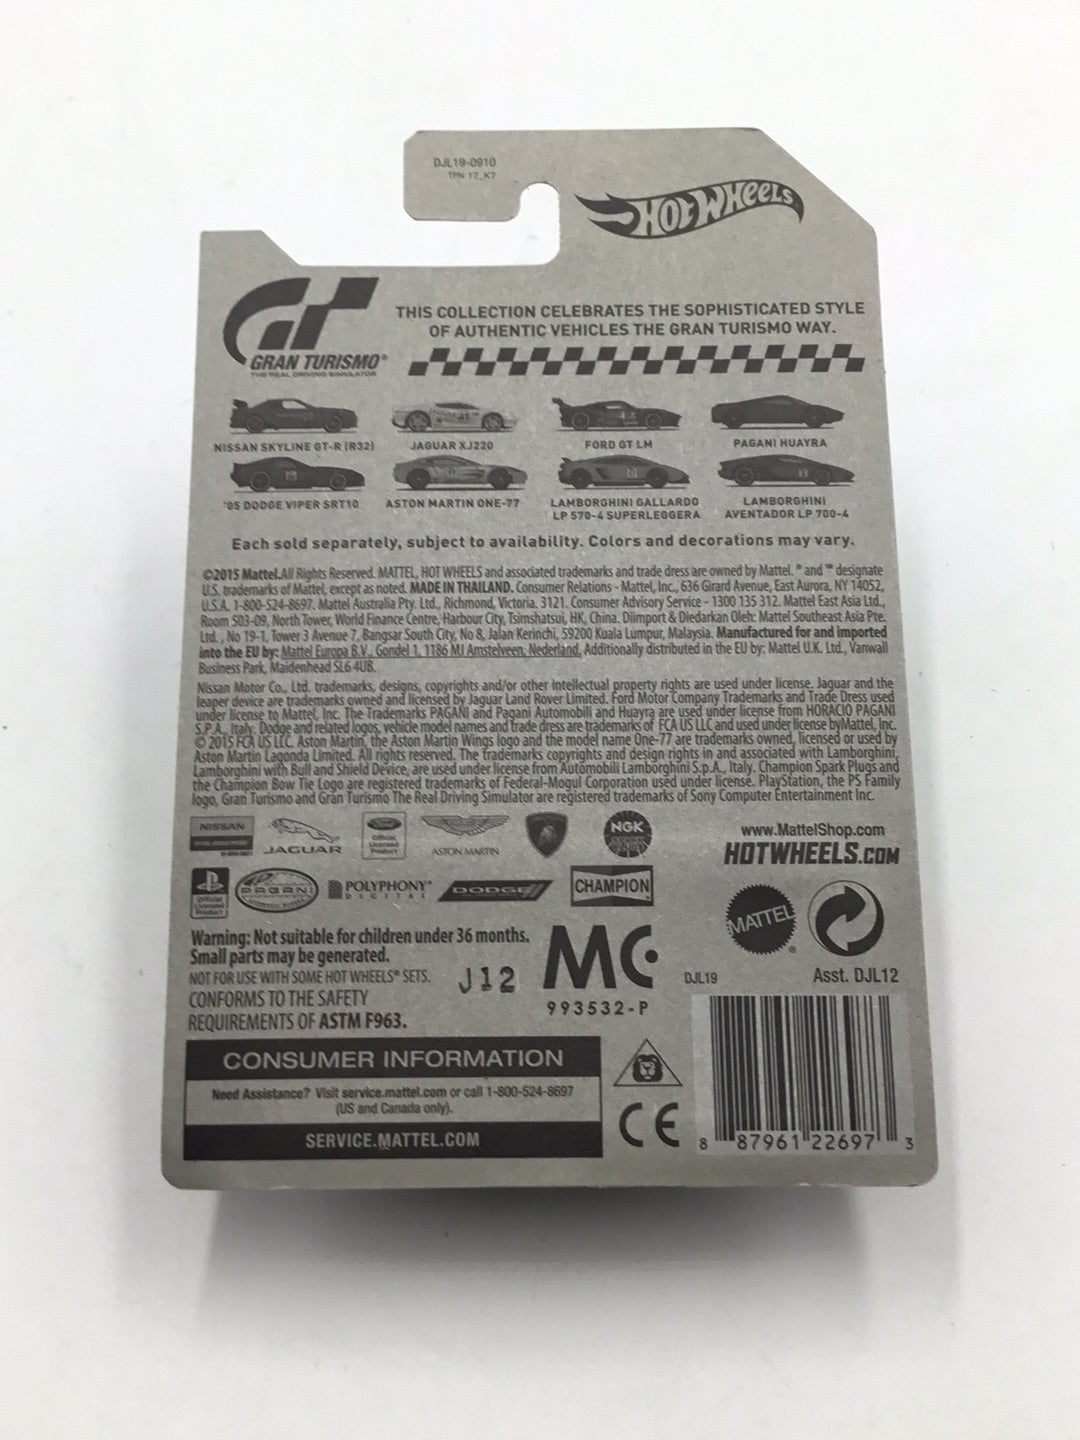 DJL19-0910
TPN 17_K7
HOT WHEELS
GRAN TURISMO®
THE REAL DRIVING SIMULATOR
THIS COLLECTION CELEBRATES THE SOPHISTICATED STYLE
OF AUTHENTIC VEHICLES THE GRAN TURISMO WAY.
NISSAN SKYLINE GT-R (R32)
JAGUAR XJ220
FORD GT LM
PAGANI HUAYRA
'05 DODGE VIPER SRT10
ASTON MARTIN ONE-77
LAMBORGHINI GALLARDO
LP 570-4 SUPERLEGGERA
LAMBORGHINI
AVENTADOR LP 700-4
Each sold separately, subject to availability. Colors and decorations may vary.
©2015 Mattel.All Rights Reserved. MATTEL, HOT WHEELS and associated trademarks and trade dress are owned by Mattel. ® and ™ designate
U.S. trademarks of Mattel, except as noted. MADE IN THAILAND. Consumer Relations - Mattel, Inc., 636 Girard Avenue, East Aurora, NY 14052,
U.S.A. 1-800-524-8697. Mattel Australia Pty. Ltd., Richmond, Victoria. 3121. Consumer Advisory Service - 1300 135 312. Mattel East Asia Ltd.,
Room 503-09, North Tower, World Finance Centre, Harbour City, Tsimshatsui, HK, China. Diimport & Diedarkan Oleh: Mattel Southeast Asia Pte.
Ltd. , No 19-1, Tower 3 Avenue 7, Bangsar South City, No 8, Jalan Kerinchi, 59200 Kuala Lumpur, Malaysia. Manufactured for and imported
into the EU by: Mattel Europa B.V., Gondel 1, 1186 MJ Amstelveen, Nederland. Additionally distributed in the EU by: Mattel U.K. Ltd., Vanwall
Business Park, Maidenhead SL6 4UB.
Nissan Motor Co., Ltd. trademarks, designs, copyrights and/or other intellectual property rights are used under license. Jaguar and the
leaper device are trademarks owned and licensed by Jaguar Land Rover Limited. Ford Motor Company Trademarks and Trade Dress used
under license to Mattel, Inc. The Trademarks PAGANI and Pagani Automobili and Huayra are used under license from HORACIO PAGANI
S.P.A., Italy. Dodge and related logos, vehicle model names and trade dress are trademarks of FCA US LLC and used under license byMattel, Inc.
© 2015 FCA US LLC. Aston Martin, the Aston Martin Wings logo and the model name One-77 are trademarks owned, licensed or used by
Aston Martin Lagonda Limited. All rights reserved. The trademarks copyrights and design rights in and associated with Lamborghini,
Lamborghini with Bull and Shield Device, are used under license from Automobili Lamborghini S.p.A., Italy. Champion Spark Plugs and
the Champion Bow Tie Logo are registered trademarks of Federal-Mogul Corporation used under license. PlayStation, the PS Family
logo, Gran Turismo and Gran Turismo The Real Driving Simulator are registered trademarks of Sony Computer Entertainment Inc.
NISSAN
JAGUAR
Ford
Official
Licensed
Product
ASTON MARTIN
NGK
www.MattelShop.com
HOTWHEELS.COM
Official
Licensed
Product
PAGANI
POLYPHONY®
DIGITAL
DODGE
CHAMPION
MATTEL
®
Warning: Not suitable for children under 36 months.
Small parts may be generated.
NOT FOR USE WITH SOME HOT WHEELS® SETS.
CONFORMS TO THE SAFETY
REQUIREMENTS OF ASTM F963.
J12
MC
993532-P
DJL19
Asst. DJL12
CONSUMER INFORMATION
Need Assistance? Visit service.mattel.com or call 1-800-524-8697
(US and Canada only).
SERVICE.MATTEL.COM
CE
8 87961 22697 3